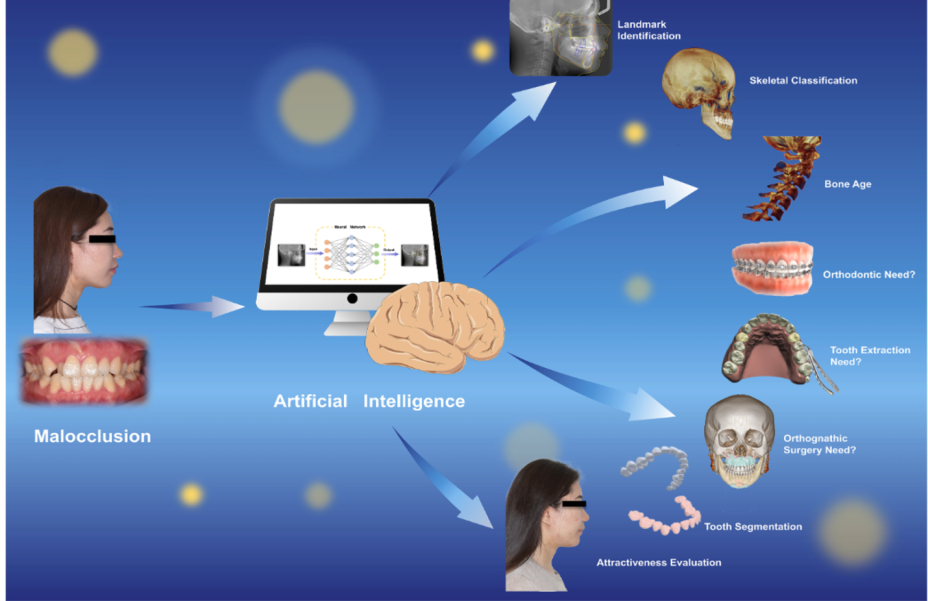 Landmark
Identification
Skeletal Classification
Bone Age
Neural Network
Input
Output
Orthodontic Need?
Tooth Extraction
Need?
Artificial Intelligence
Malocclusion
Orthognathic
Surgery Need?
Tooth Segmentation
Attractiveness Evaluation